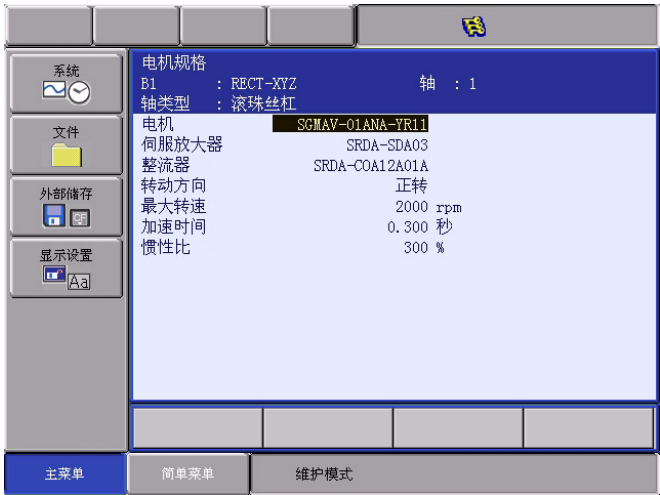 系统
文件
外部储存
CF
显示设置
Aa
电机规格
B1 : RECT-XYZ 轴 : 1
轴类型 : 滚珠丝杠
电机 SGMAV-01ANA-YR11
伺服放大器 SRDA-SDA03
整流器 SRDA-COA12A01A
转动方向 正转
最大转速 2000 rpm
加速时间 0.300 秒
惯性比 300 %
主菜单 简单菜单 维护模式